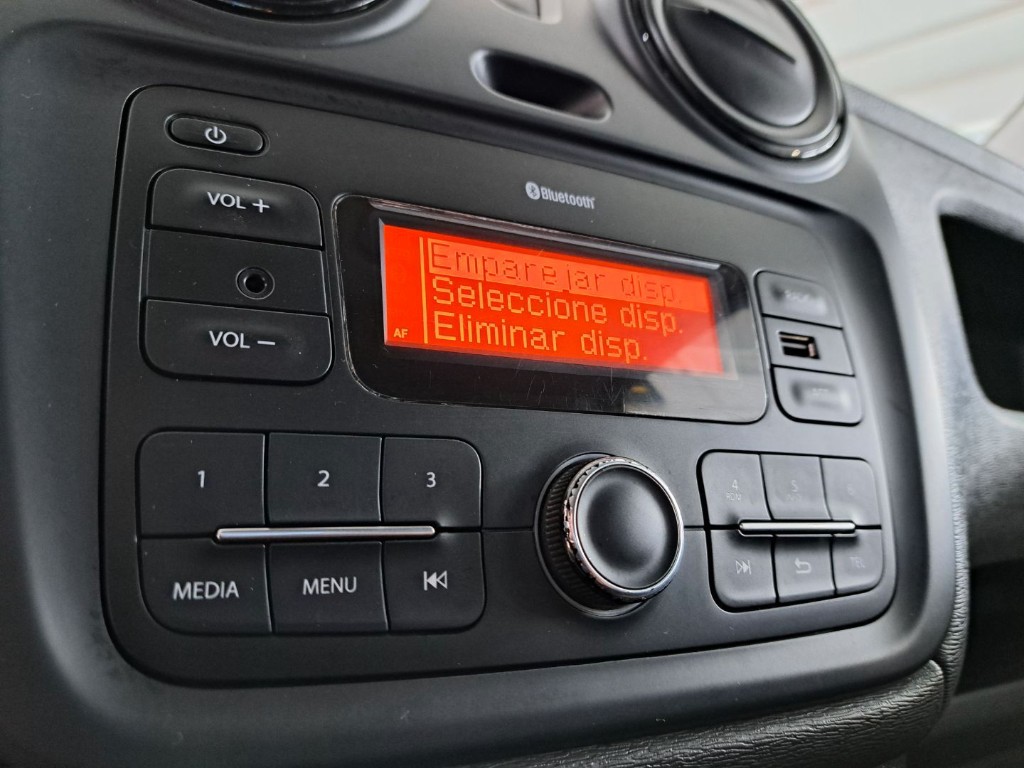 Bluetooth
VOL +
Emparejar disp.
Seleccione disp.
Eliminar disp.
AF
VOL −
1
2
3
4
5
MEDIA
MENU
TEL